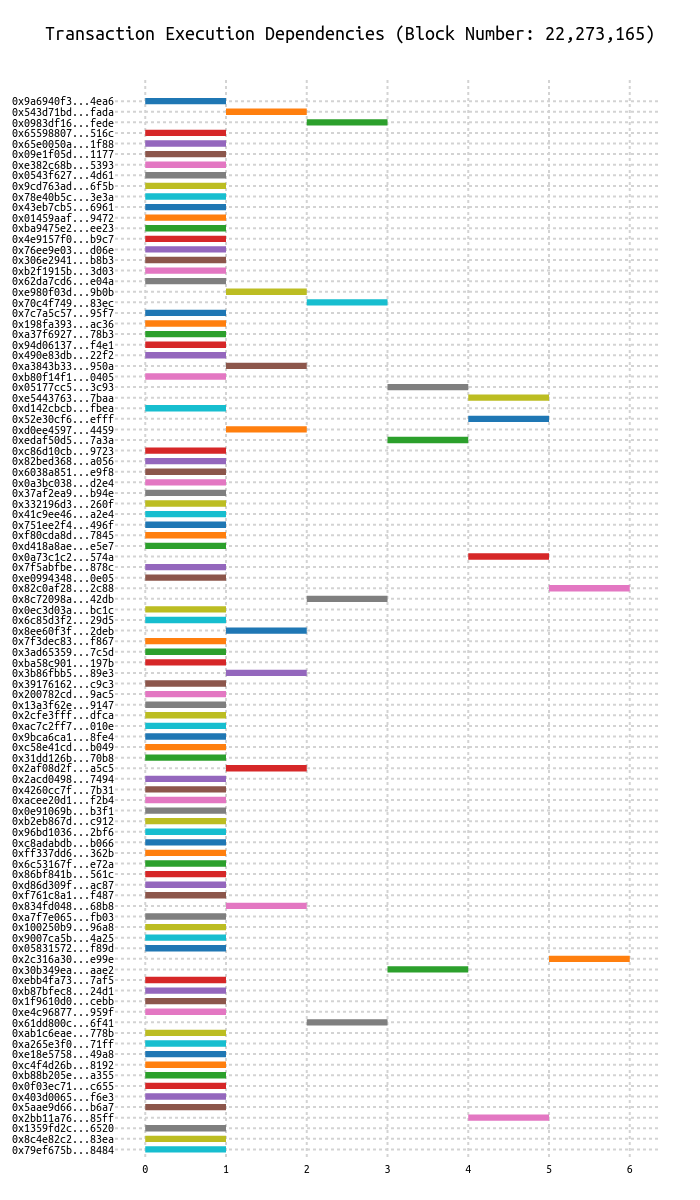 Transaction Execution Dependencies (Block Number: 22,273,165)
0x9a6940f3...4ea6
0x543d71bd...fada
0x0983df16...fede
0x65598807...516c
0x65e0050a...1f88
0x09e1f05d...1177
0xe382c68b...5393
0x0543f627...4d61
0x9cd763ad...6f5b
0x78e40b5c...3e3a
0x43eb7cb5...6961
0x01459aaf...9472
0xba9475e2...ee23
0x4e9157f0...b9c7
0x76ee9e03...d06e
0x306e2941...b8b3
0xb2f1915b...3d03
0x62da7cd6...e04a
0xe980f03d...9b0b
0x70c4f749...83ec
0x7c7a5c57...95f7
0x198fa393...ac36
0xa37f6927...78b3
0x94d06137...f4e1
0x490e83db...22f2
0xa3843b33...950a
0xb80f14f1...0405
0x05177cc5...3c93
0xe5443763...7baa
0xd142cbcb...fbea
0x52e30cf6...efff
0xd0ee4597...4459
0xedaf50d5...7a3a
0xc86d10cb...9723
0x82bed368...a056
0x6038a851...e9f8
0x0a3bc038...d2e4
0x37af2ea9...b94e
0x332196d3...260f
0x41c9ee46...a2e4
0x751ee2f4...496f
0xf80cda8d...7845
0xd418a8ae...e5e7
0x0a73c1c2...574a
0x7f5abfbe...878c
0xe0994348...0e05
0x82c0af28...2c88
0x8c72098a...42db
0x0ec3d03a...bc1c
0x6c85d3f2...29d5
0x8ee60f3f...2deb
0x7f3dec83...f867
0x3ad65359...7c5d
0xba58c901...197b
0x3b86fbb5...89e3
0x39176162...c9c3
0x200782cd...9ac5
0x13a3f62e...9147
0x2cfe3fff...dfca
0xac7c2ff7...010e
0x9bca6ca1...8fe4
0xc58e41cd...b049
0x31dd126b...70b8
0x2af08d2f...a5c5
0x2acd0498...7494
0x4260cc7f...7b31
0xacee20d1...f2b4
0x0e91069b...b3f1
0xb2eb867d...c912
0x96bd1036...2bf6
0xc8adabdb...b066
0xff337dd6...362b
0x6c53167f...e72a
0x86bf841b...561c
0xd86d309f...ac87
0xf761c8a1...f487
0x834fd048...68b8
0xa7f7e065...fb03
0x100250b9...96a8
0x9007ca5b...4a25
0x05831572...f89d
0x2c316a30...e99e
0x30b349ea...aae2
0xebb4fa73...7af5
0xb87bfec8...24d1
0x1f9610d0...cebb
0xe4c96877...959f
0x61dd800c...6f41
0xab1c6eae...778b
0xa265e3f0...71ff
0xe18e5758...49a8
0xc4f4d26b...8192
0xb88b205e...a355
0x0f03ec71...c655
0x403d0065...f6e3
0x5aae9d66...b6a7
0x2bb11a76...85ff
0x1359fd2c...6520
0x8c4e82c2...83ea
0x79ef675b...8484
0 1 2 3 4 5 6